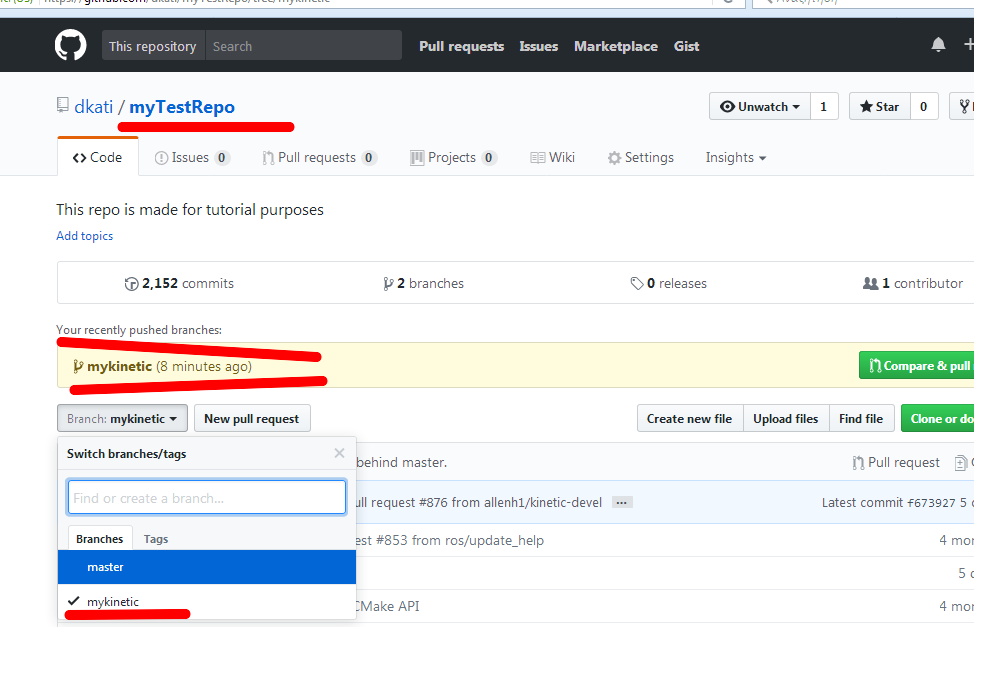 This repository Search Pull requests Issues Marketplace Gist
dkati / myTestRepo Unwatch 1 Star 0
Code Issues 0 Pull requests 0 Projects 0 Wiki Settings Insights
This repo is made for tutorial purposes
Add topics
2,152 commits 2 branches 0 releases 1 contributor
Your recently pushed branches:
mykinetic (8 minutes ago) Compare & pull
Branch: mykinetic New pull request Create new file Upload files Find file Clone or do
Switch branches/tags
behind master. Pull request
Find or create a branch...
ull request #876 from allenh1/kinetic-devel ... Latest commit f673927 5
Branches Tags
est #853 from ros/update_help 4 mon
master
5
mykinetic
CMake API 4 mon